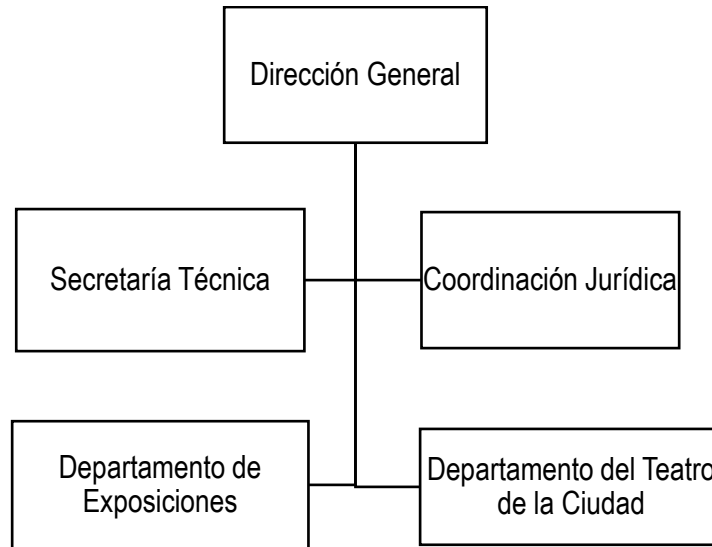 Dirección General
Secretaría Técnica
Coordinación Jurídica
Departamento de
Exposiciones
Departamento del Teatro
de la Ciudad